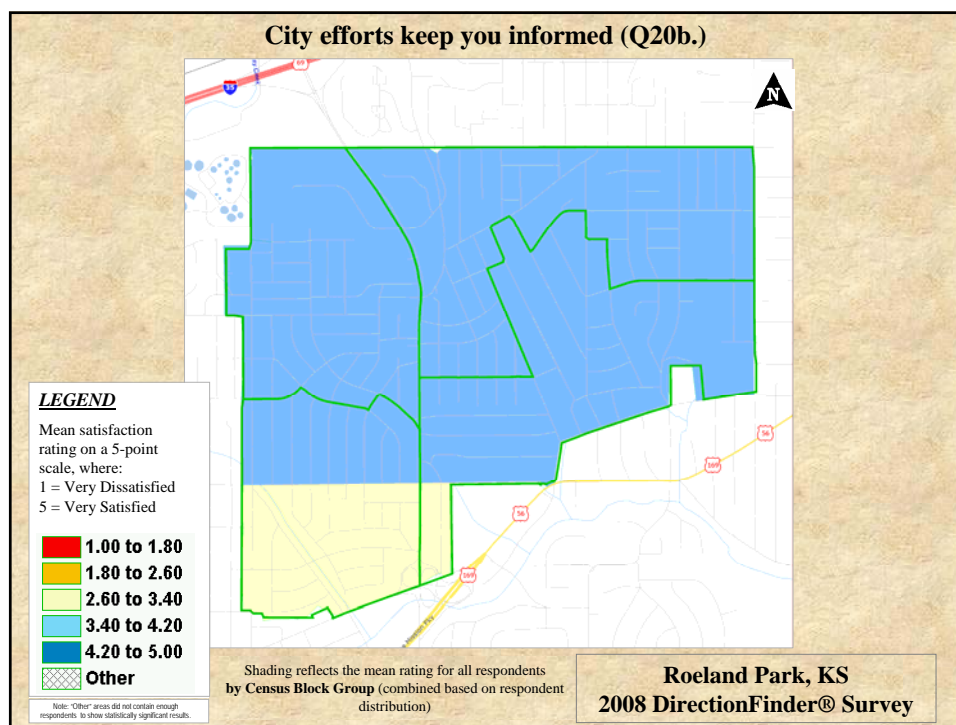 City efforts keep you informed (Q20b.)
69
35
N
LEGEND
Mean satisfaction
rating on a 5-point
scale, where:
1 = Very Dissatisfied
5 = Very Satisfied
1.00 to 1.80
1.80 to 2.60
2.60 to 3.40
3.40 to 4.20
4.20 to 5.00
Other
Note: "Other" areas did not contain enough
respondents to show statistically significant results.
56
169
56
169
Mission Pky
Shading reflects the mean rating for all respondents
by Census Block Group (combined based on respondent
distribution)
Roeland Park, KS
2008 DirectionFinder® Survey